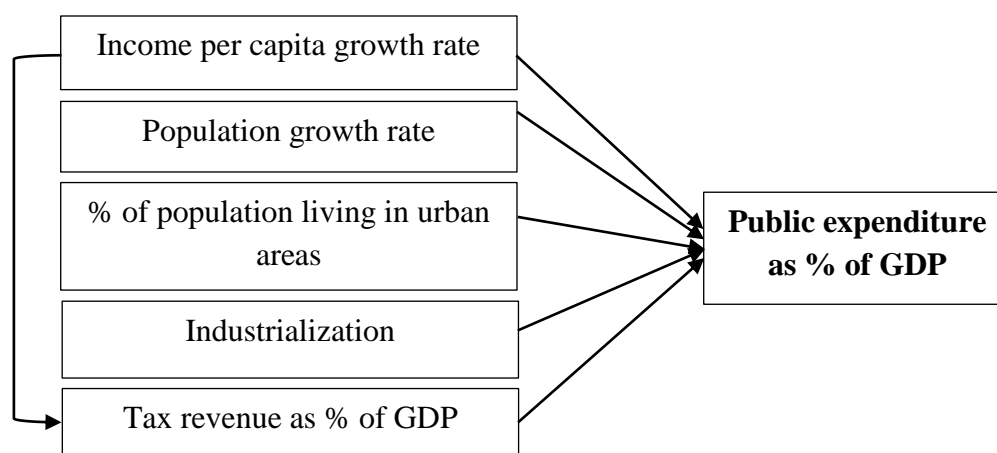 Income per capita growth rate
Population growth rate
% of population living in urban
areas
Industrialization
Tax revenue as % of GDP
Public expenditure
as % of GDP